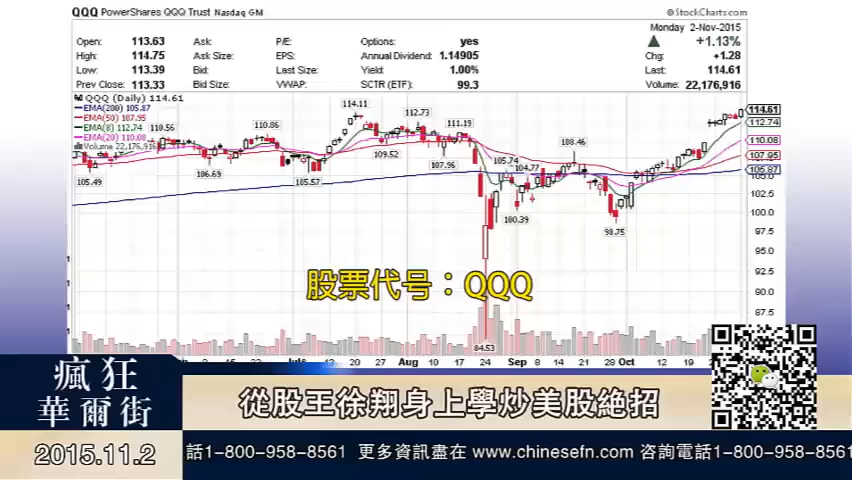 QQQ PowerShares QQQ Trust Nasdaq GM
© StockCharts.com
Monday 2-Nov-2015
Open: 113.63 Ask: P/E: Options: yes +1.13%
High: 114.75 Ask Size: EPS: Annual Dividend: 1.14905 Chg: +1.28
Low: 113.39 Bid: Last Size: Yield: 1.00% Last: 114.61
Prev Close: 113.33 Bid Size: VWAP: SCTR (ETF): 99.3 Volume: 22,176,916
QQQ (Daily) 114.61
EMA(200) 105.87
EMA(50) 107.95
EMA(8) 112.74
EMA(20) 110.08
Volume 22,176,916
110.56
110.86
114.11
112.73
111.19
108.46
105.49
106.69
105.57
109.52
107.96
105.74
104.77
100.39
98.75
84.53
114.61
112.74
110.08
107.95
105.87
105.0
102.5
100.0
97.5
95.0
92.5
90.0
87.5
股票代号：QQQ
15 22 Jul6 13 20 27 Aug 10 17 24 Sep 8 14 21 28 Oct 12 19
瘋狂
華爾街
從股王徐翔身上學炒美股絕招
2015.11.2
話1-800-958-8561 更多資訊盡在 www.chinesefn.com 咨詢電話1-800-958-8561